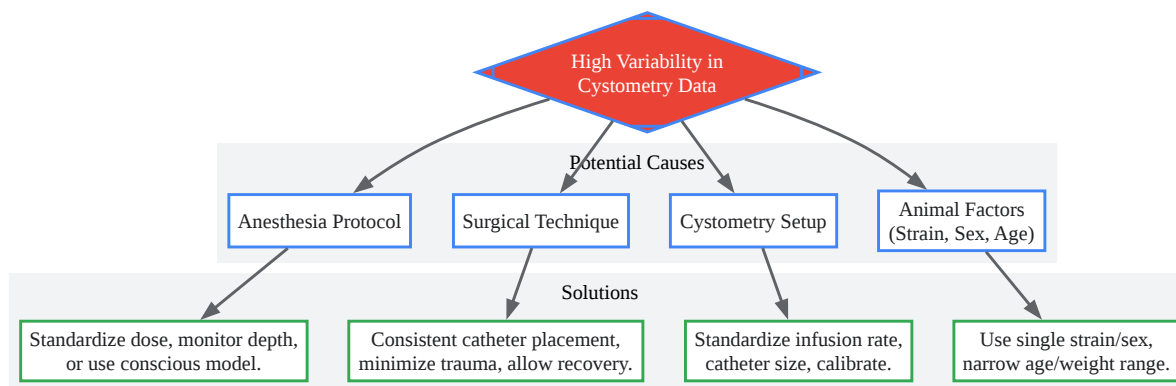 High Variability in
Cystometry Data
Potential Causes
Anesthesia Protocol
Surgical Technique
Cystometry Setup
Animal Factors
(Strain, Sex, Age)
Solutions
Standardize dose, monitor depth,
or use conscious model.
Consistent catheter placement,
minimize trauma, allow recovery.
Standardize infusion rate,
catheter size, calibrate.
Use single strain/sex,
narrow age/weight range.